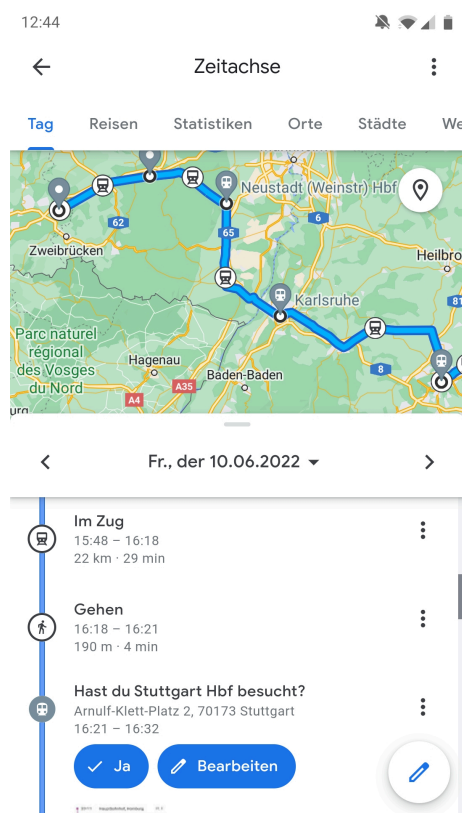 12:44
Zeitachse
Tag Reisen Statistiken Orte Städte We
Neustadt (Weinstr) Hbf
6
62
65
Zweibrücken
Heilbro
81
Karlsruhe
Parc naturel
régional
des Vosges
du Nord
Hagenau
8
Baden-Baden
A35
A4
urg
Fr., der 10.06.2022
Im Zug
15:48 – 16:18
22 km · 29 min
Gehen
16:18 – 16:21
190 m · 4 min
Hast du Stuttgart Hbf besucht?
Arnulf-Klett-Platz 2, 70173 Stuttgart
16:21 – 16:32
Ja Bearbeiten